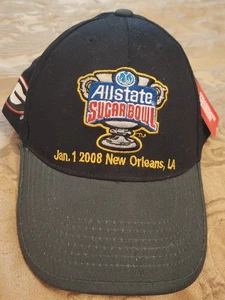 Allstate
SUGAR BOWL
Jan. 1 2008 New Orleans, LA